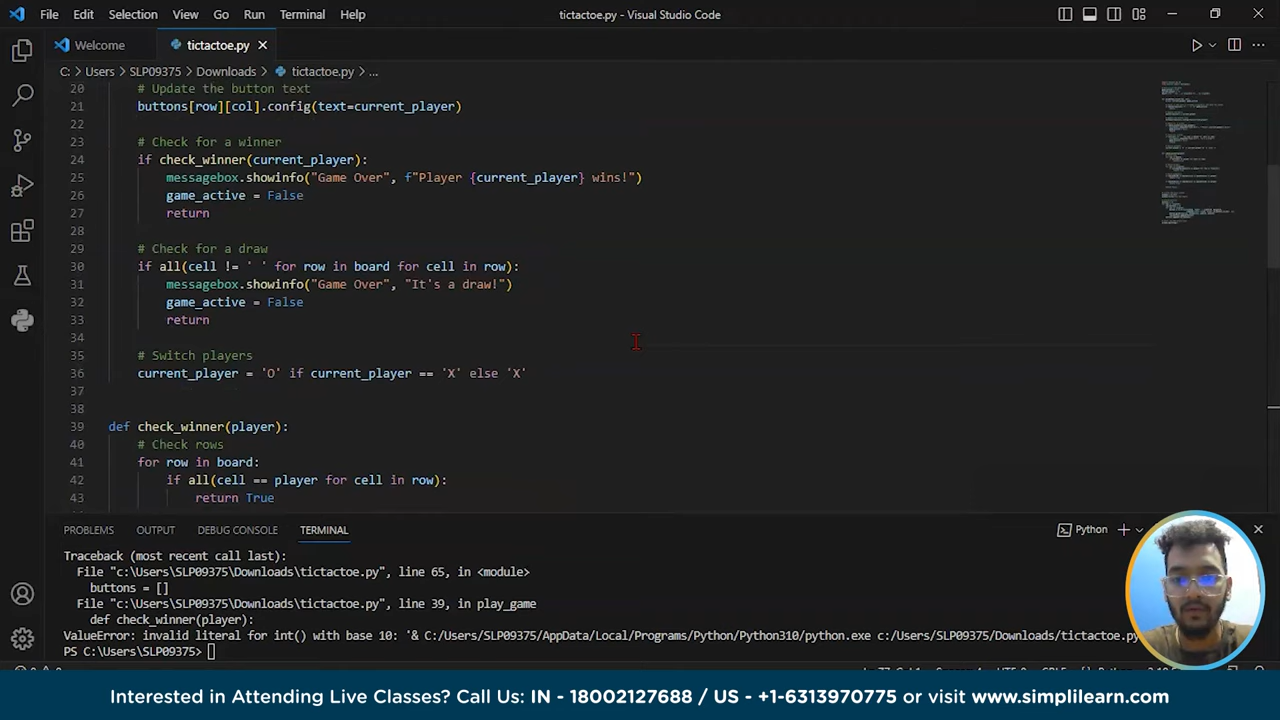 File Edit Selection View Go Run Terminal Help
tictactoe.py - Visual Studio Code
Welcome
tictactoe.py
C: > Users > SLP09375 > Downloads > tictactoe.py > ...
20 # Update the button text
21 buttons[row][col].config(text=current_player)
22
23 # Check for a winner
24 if check_winner(current_player):
25 messagebox.showinfo("Game Over", f"Player {current_player} wins!")
26 game_active = False
27 return
28
29 # Check for a draw
30 if all(cell != ' ' for row in board for cell in row):
31 messagebox.showinfo("Game Over", "It's a draw!")
32 game_active = False
33 return
34
35 # Switch players
36 current_player = 'O' if current_player == 'X' else 'X'
37
38
39 def check_winner(player):
40 # Check rows
41 for row in board:
42 if all(cell == player for cell in row):
43 return True
PROBLEMS OUTPUT DEBUG CONSOLE TERMINAL
Python
Traceback (most recent call last):
File "c:\Users\SLP09375\Downloads\tictactoe.py", line 65, in <module>
buttons = []
File "c:\Users\SLP09375\Downloads\tictactoe.py", line 39, in play_game
def check_winner(player):
ValueError: invalid literal for int() with base 10: '& C:/Users/SLP09375/AppData/Local/Programs/Python/Python310/python.exe c:/Users/SLP09375/Downloads/tictactoe.py
PS C:\Users\SLP09375>
Interested in Attending Live Classes? Call Us: IN - 18002127688 / US - +1-6313970775 or visit www.simplilearn.com